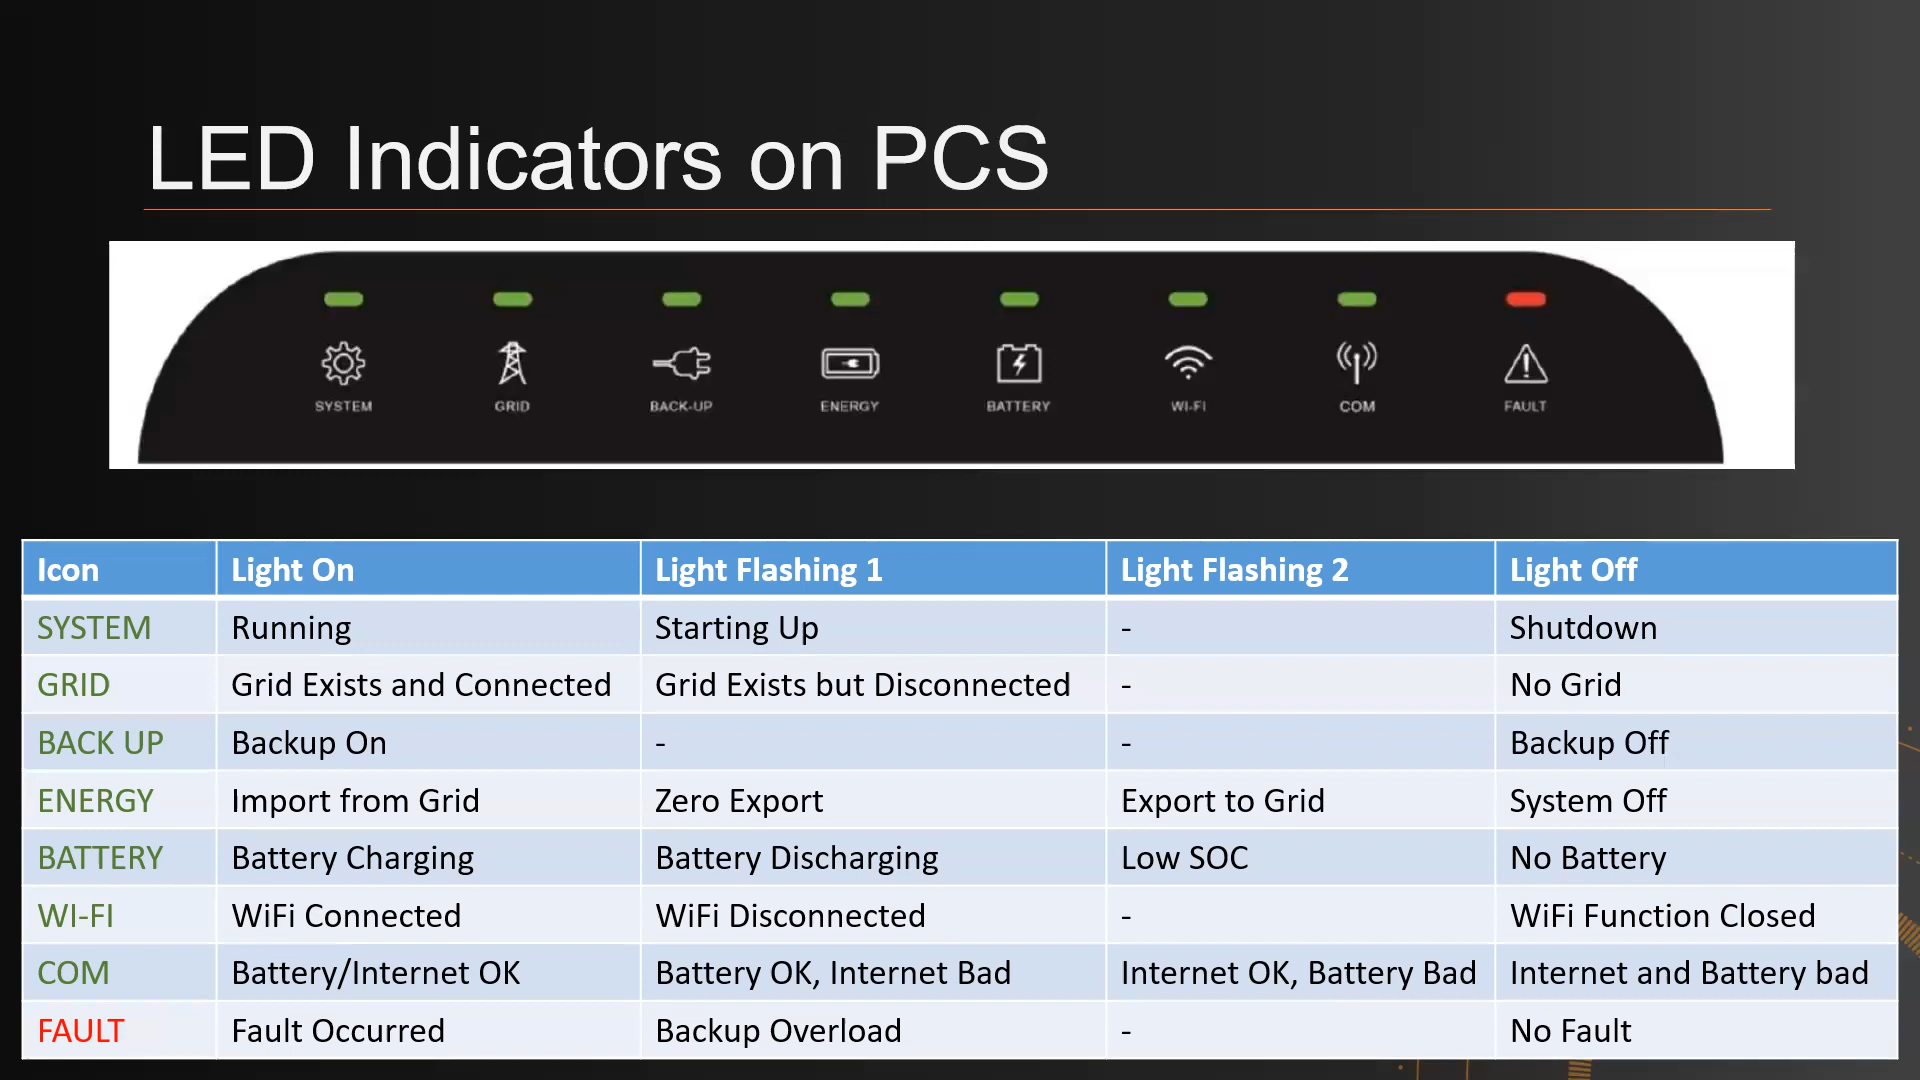 LED Indicators on PCS
SYSTEM GRID BACK-UP ENERGY BATTERY WI-FI COM FAULT
Icon Light On Light Flashing 1 Light Flashing 2 Light Off
SYSTEM Running Starting Up - Shutdown
GRID Grid Exists and Connected Grid Exists but Disconnected - No Grid
BACK UP Backup On - - Backup Off
ENERGY Import from Grid Zero Export Export to Grid System Off
BATTERY Battery Charging Battery Discharging Low SOC No Battery
WI-FI WiFi Connected WiFi Disconnected - WiFi Function Closed
COM Battery/Internet OK Battery OK, Internet Bad Internet OK, Battery Bad Internet and Battery bad
FAULT Fault Occurred Backup Overload - No Fault